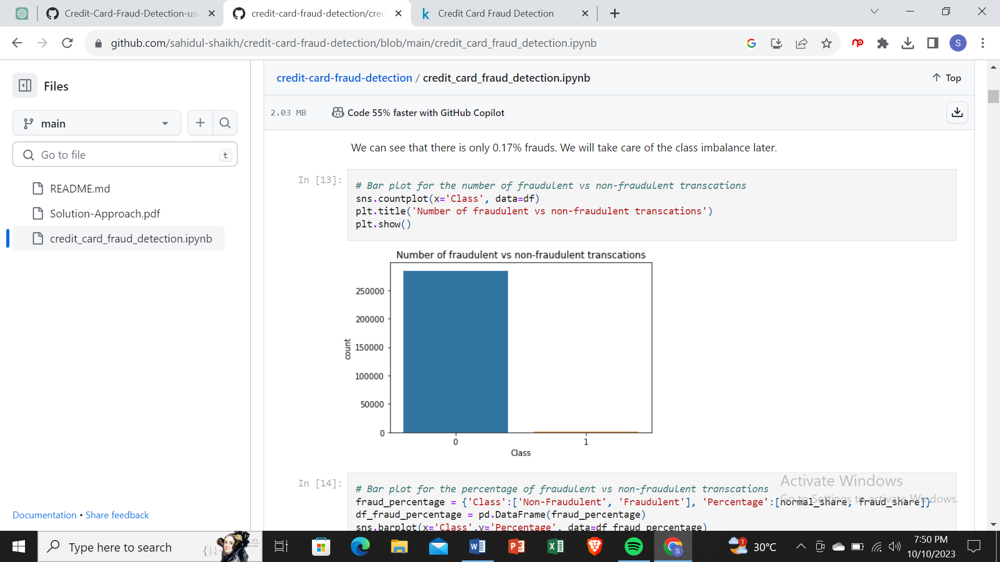 Credit-Card-Fraud-Detection-usi
credit-card-fraud-detection/cred
Credit Card Fraud Detection
github.com/sahidul-shaikh/credit-card-fraud-detection/blob/main/credit_card_fraud_detection.ipynb
S
Files
main
Go to file
t
README.md
Solution-Approach.pdf
credit_card_fraud_detection.ipynb
Documentation • Share feedback
credit-card-fraud-detection / credit_card_fraud_detection.ipynb
Top
2.03 MB
Code 55% faster with GitHub Copilot
We can see that there is only 0.17% frauds. We will take care of the class imbalance later.
In [13]:
# Bar plot for the number of fraudulent vs non-fraudulent transcations
sns.countplot(x='Class', data=df)
plt.title('Number of fraudulent vs non-fraudulent transcations')
plt.show()
Number of fraudulent vs non-fraudulent transcations
250000
200000
150000
100000
50000
0
count
0
1
Class
In [14]:
# Bar plot for the percentage of fraudulent vs non-fraudulent transcations
fraud_percentage = {'Class':['Non-Fraudulent', 'Fraudulent'], 'Percentage':[normal_share, fraud_share]}
df_fraud_percentage = pd.DataFrame(fraud_percentage)
sns.barplot(x='Class',y='Percentage', data=df_fraud_percentage)
Activate Windows
Go to Settings to activate Windows.
Type here to search
1
30°C
7:50 PM
10/10/2023